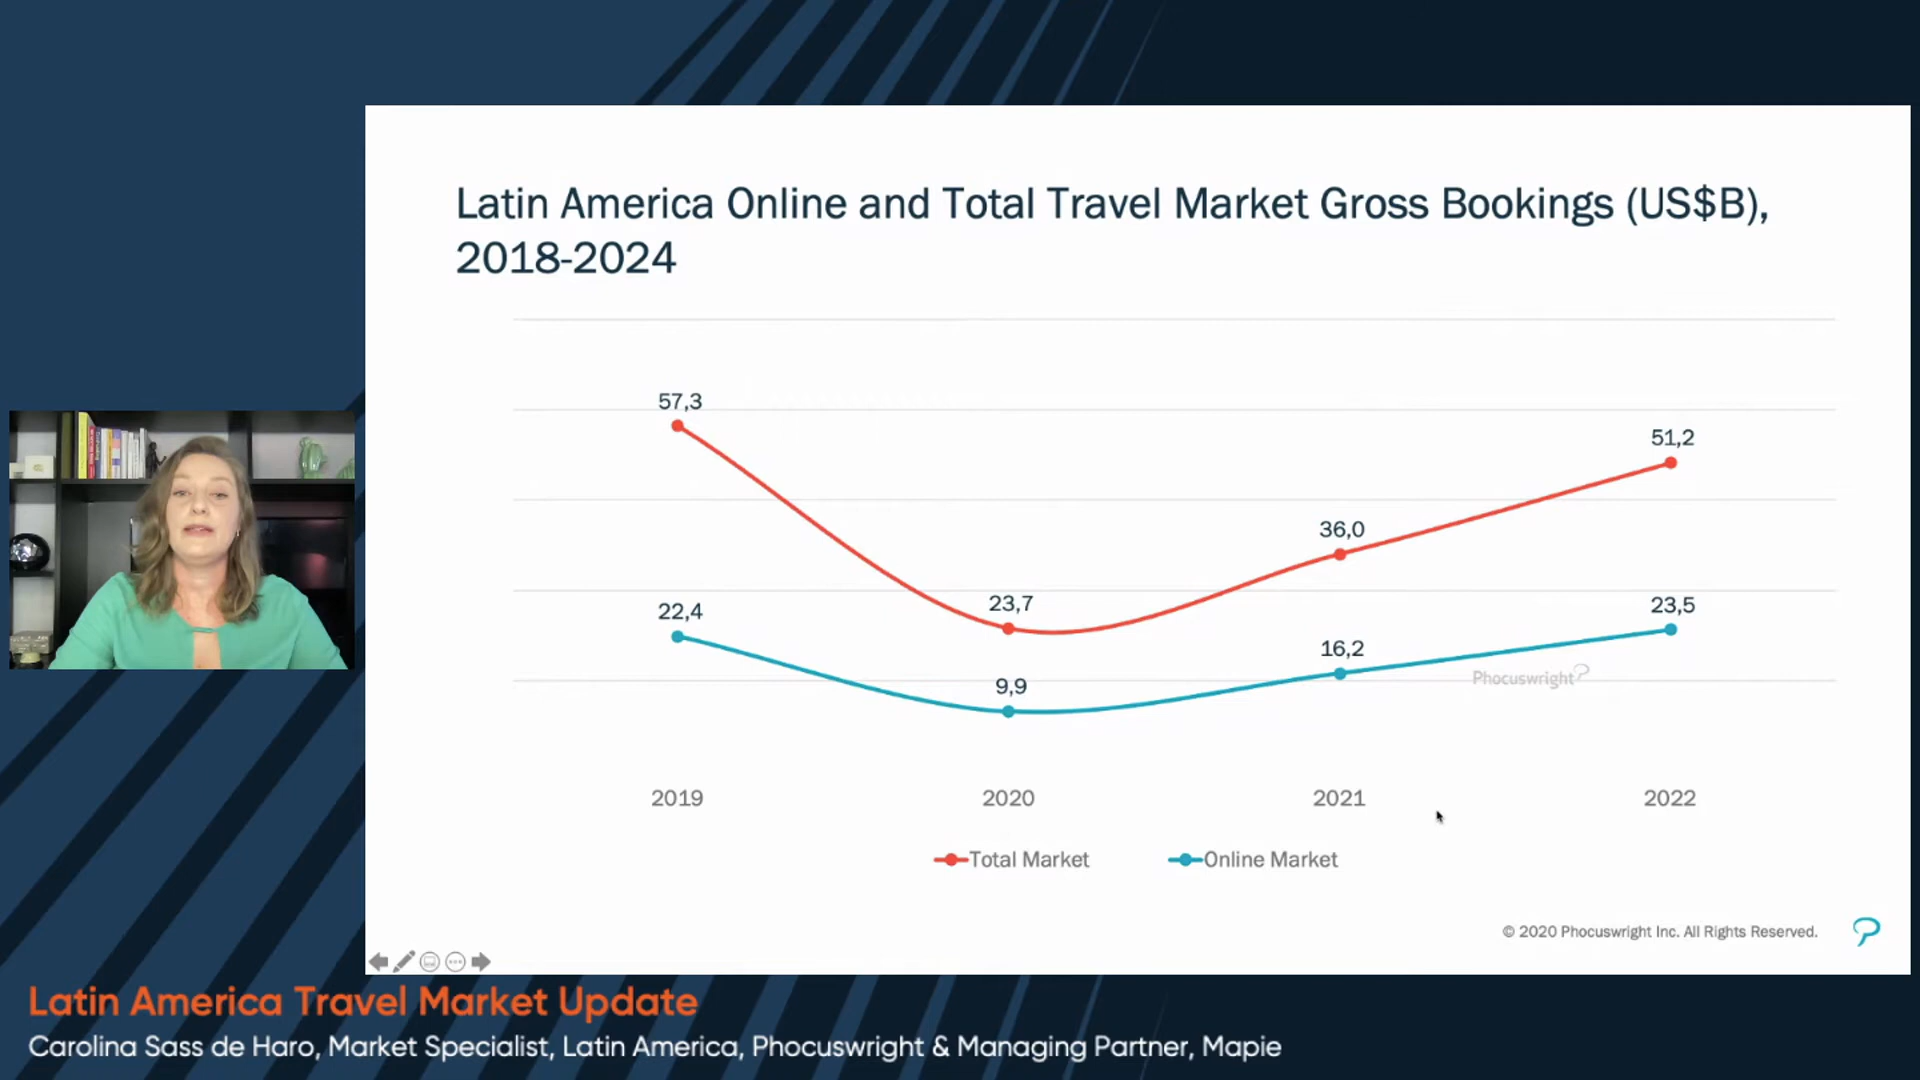 Latin America Online and Total Travel Market Gross Bookings (US$B),
2018-2024
57,3
51,2
36,0
23,7
22,4
23,5
16,2
9,9
Phocuswright
2019 2020 2021 2022
Total Market Online Market
© 2020 Phocuswright Inc. All Rights Reserved.
Latin America Travel Market Update
Carolina Sass de Haro, Market Specialist, Latin America, Phocuswright & Managing Partner, Mapie